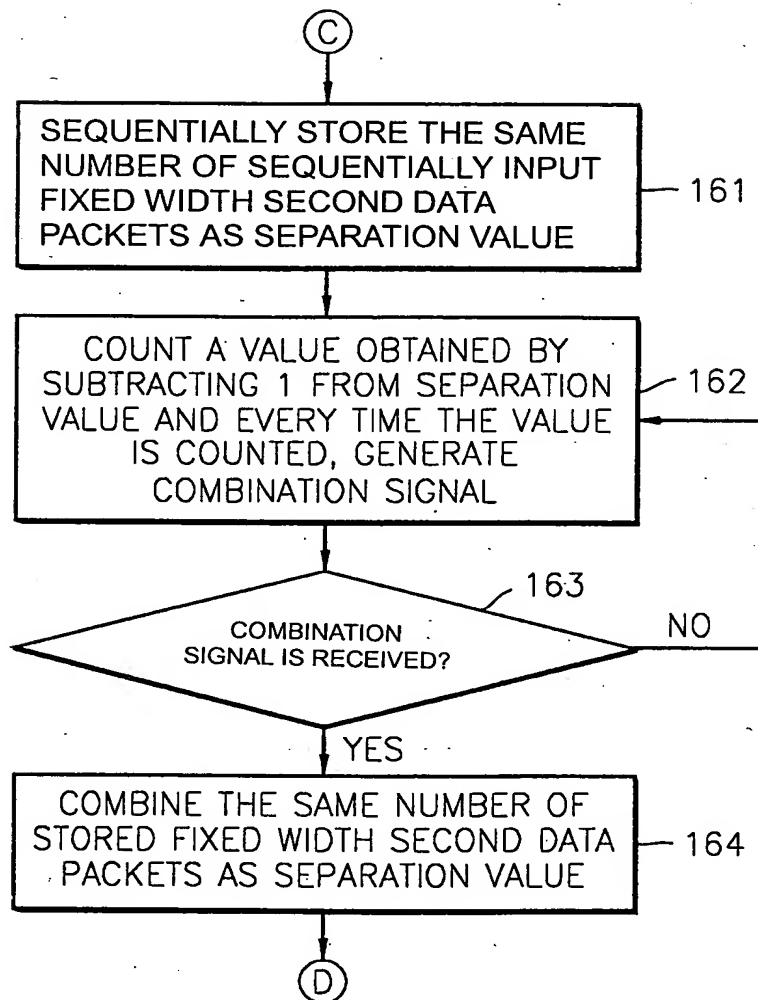 C
SEQUENTIALLY STORE THE SAME
NUMBER OF SEQUENTIALLY INPUT
FIXED WIDTH SECOND DATA
PACKETS AS SEPARATION VALUE
161
COUNT A VALUE OBTAINED BY
SUBTRACTING 1 FROM SEPARATION
VALUE AND EVERY TIME THE VALUE
IS COUNTED, GENERATE
COMBINATION SIGNAL
162
163
COMBINATION
SIGNAL IS RECEIVED?
NO
YES
COMBINE THE SAME NUMBER OF
STORED FIXED WIDTH SECOND DATA
PACKETS AS SEPARATION VALUE
164
D